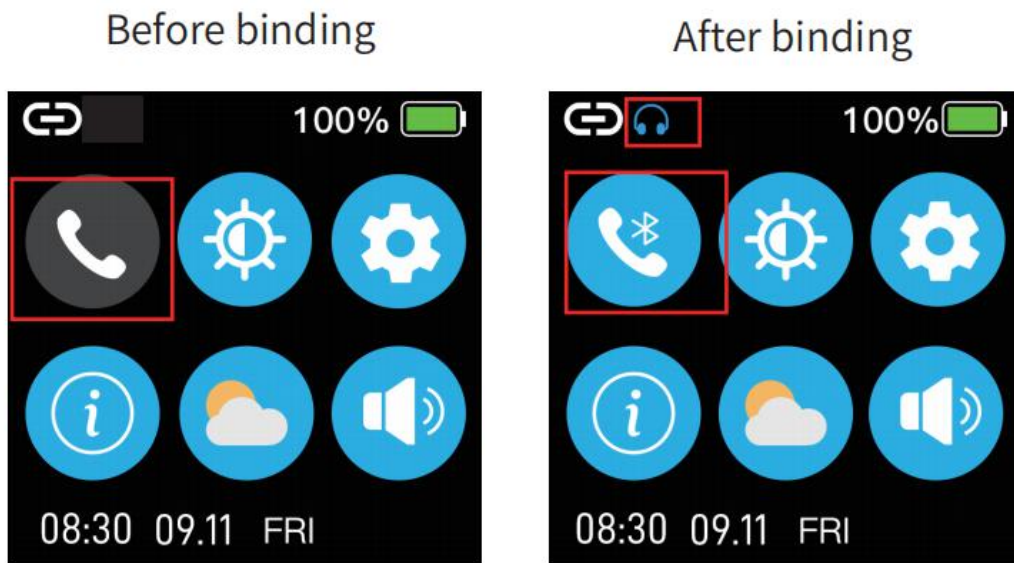 Before binding
After binding
100%
100%
i
i
08:30 09.11 FRI
08:30 09.11 FRI